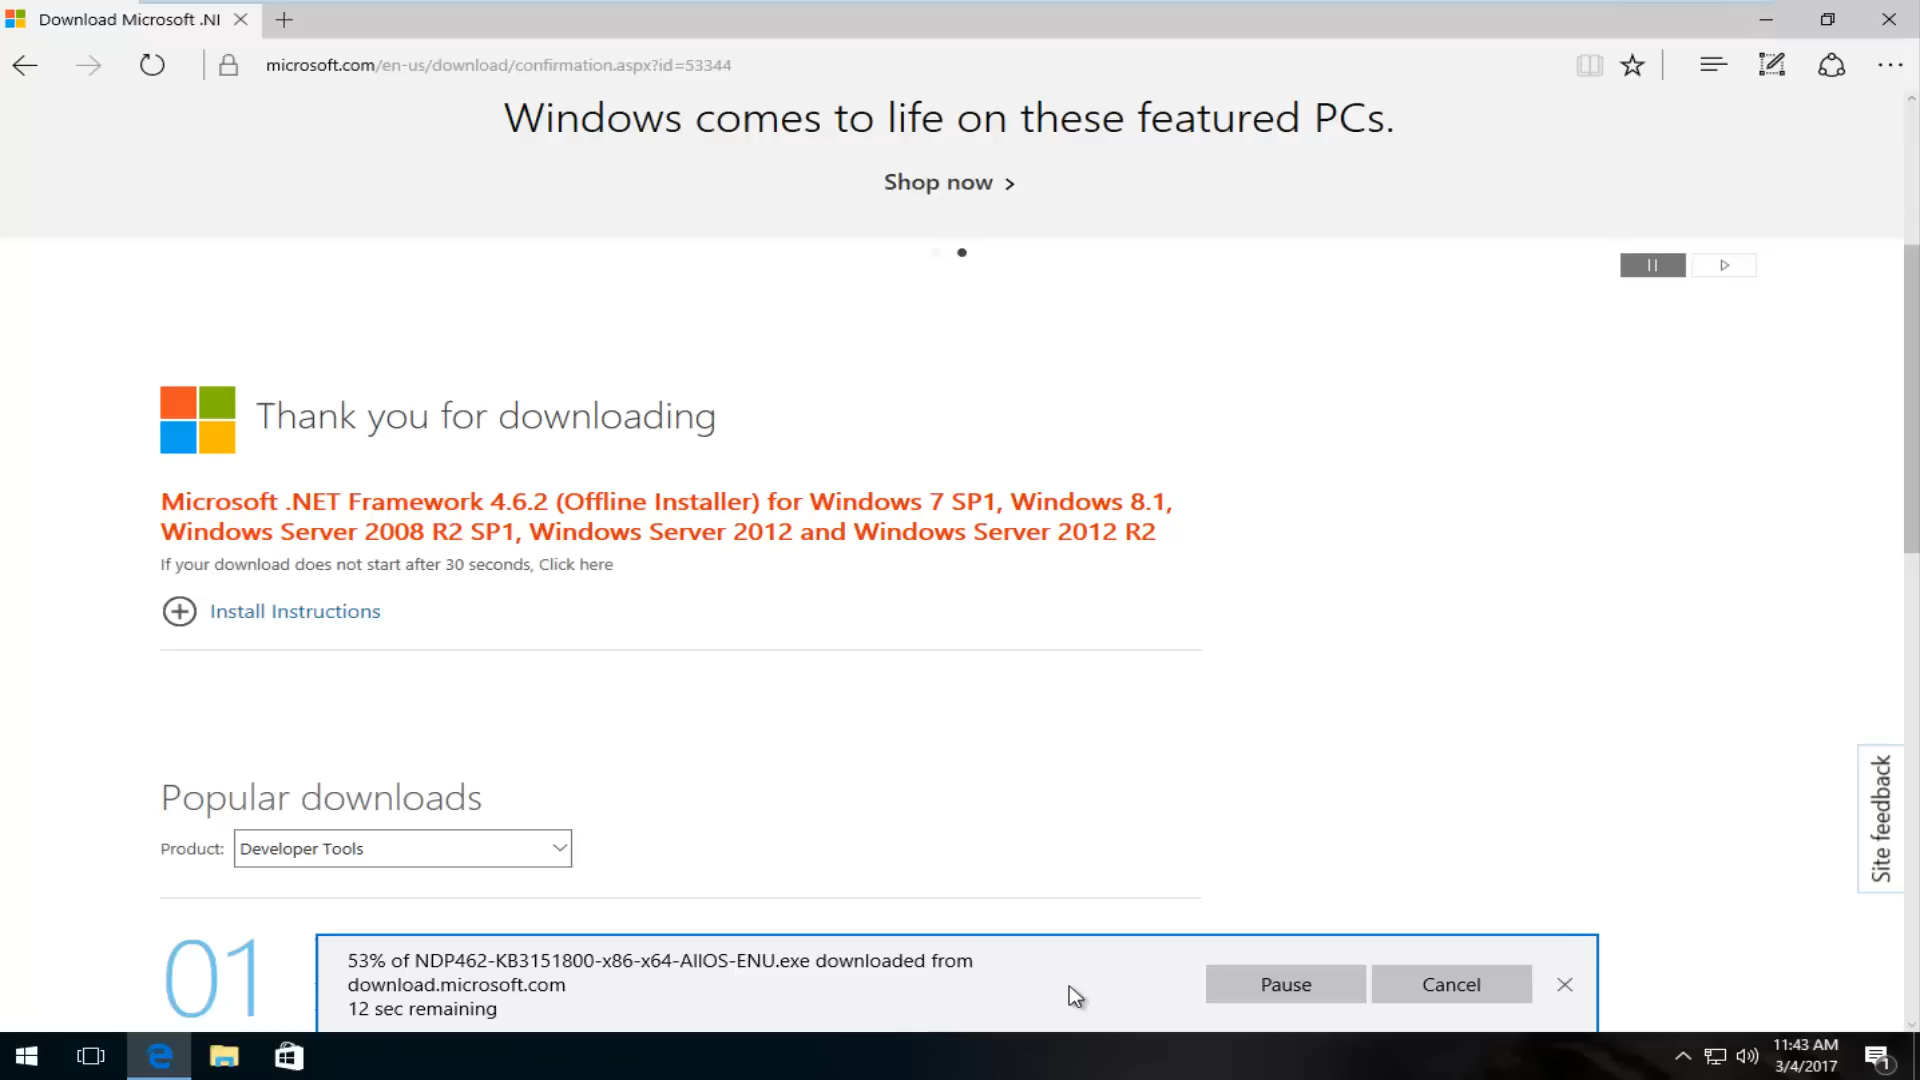 Download Microsoft .NI
microsoft.com/en-us/download/confirmation.aspx?id=53344
Windows comes to life on these featured PCs.
Shop now >
Thank you for downloading
Microsoft .NET Framework 4.6.2 (Offline Installer) for Windows 7 SP1, Windows 8.1,
Windows Server 2008 R2 SP1, Windows Server 2012 and Windows Server 2012 R2
If your download does not start after 30 seconds, Click here
Install Instructions
Site feedback
Popular downloads
Product: Developer Tools
01
53% of NDP462-KB3151800-x86-x64-AllOS-ENU.exe downloaded from
download.microsoft.com
12 sec remaining
Pause
Cancel
11:43 AM
3/4/2017
1